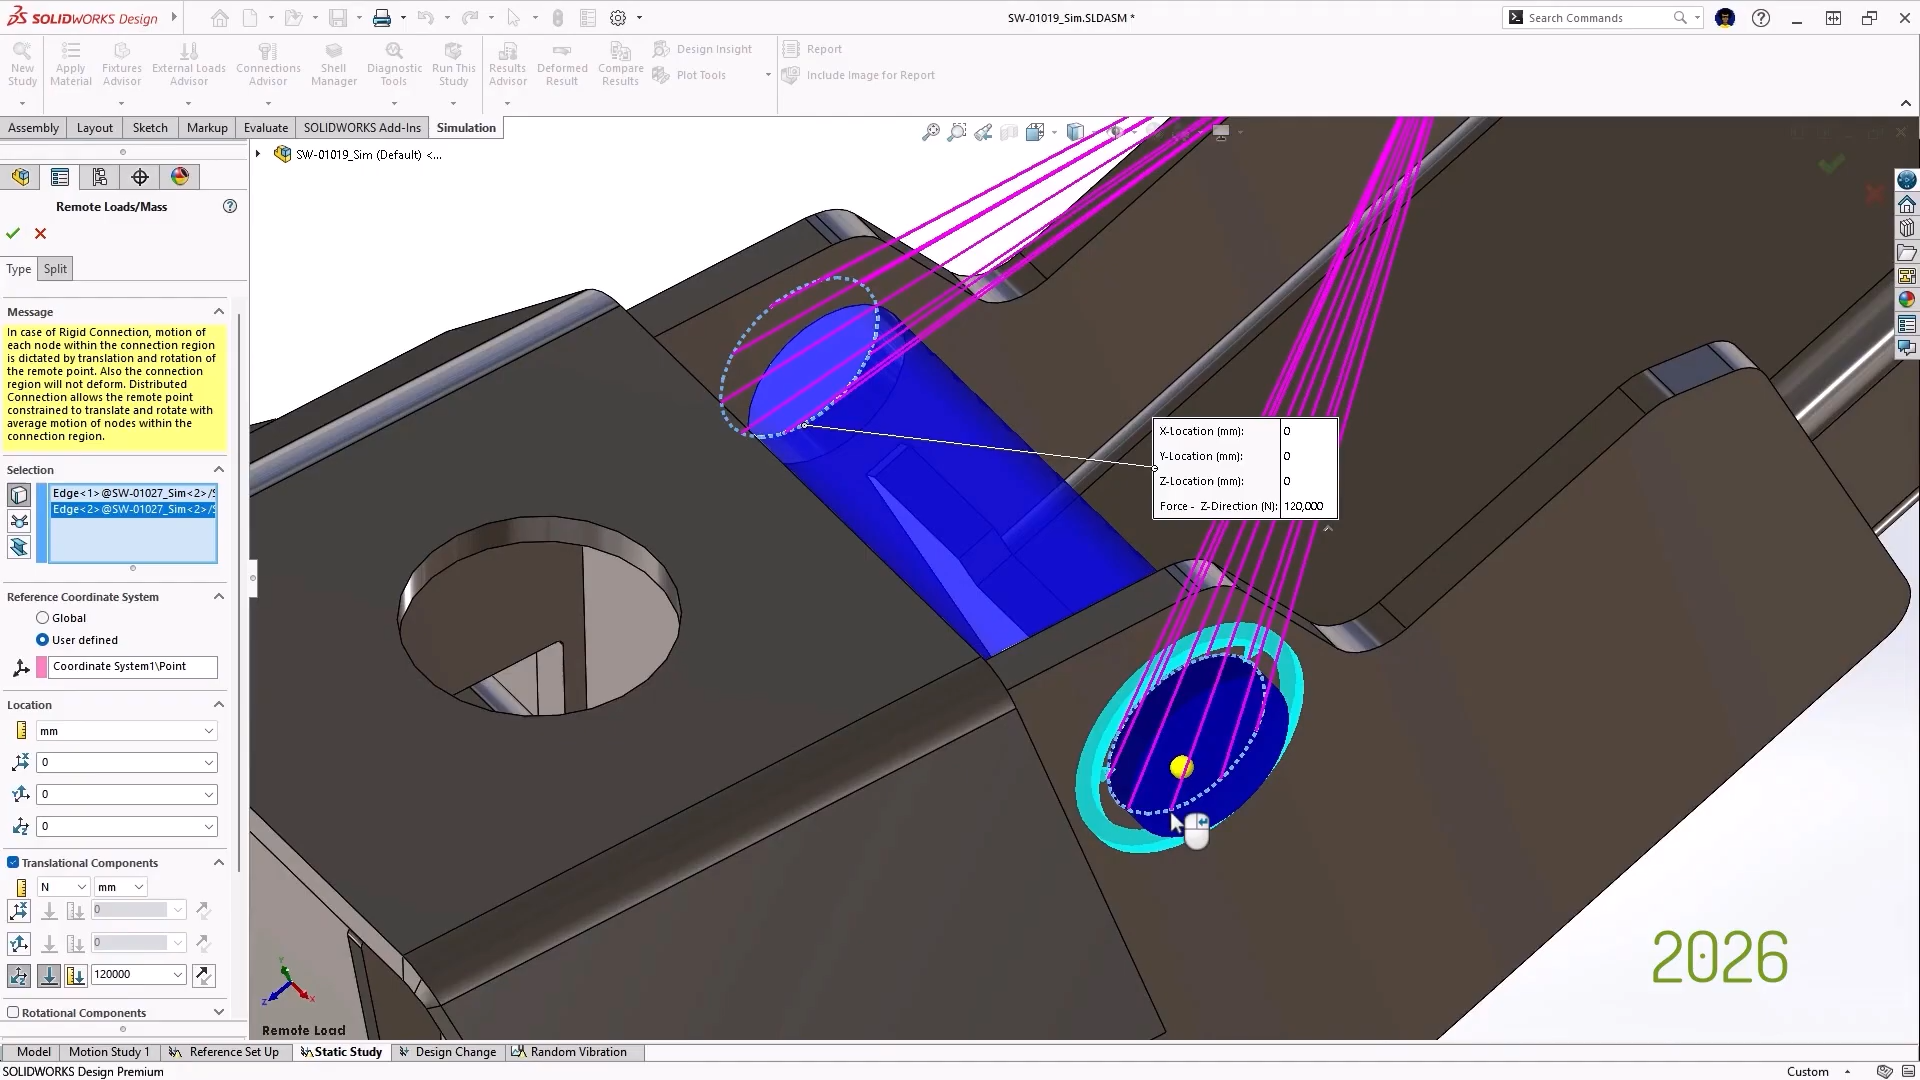 SOLIDWORKS Design
SW-01019_Sim.SLDASM *
Search Commands
New Study
Apply Material
Fixtures Advisor
External Loads Advisor
Connections Advisor
Shell Manager
Diagnostic Tools
Run This Study
Results Advisor
Deformed Result
Compare Results
Design Insight
Plot Tools
Report
Include Image for Report
Assembly
Layout
Sketch
Markup
Evaluate
SOLIDWORKS Add-Ins
Simulation
SW-01019_Sim (Default) <...
Remote Loads/Mass
Type
Split
Message
In case of Rigid Connection, motion of
each node within the connection region
is dictated by translation and rotation of
the remote point. Also the connection
region will not deform. Distributed
Connection allows the remote point
constrained to translate and rotate with
average motion of nodes within the
connection region.
Selection
Edge<1>@SW-01027_Sim<2>/S
Edge<2>@SW-01027_Sim<2>/S
Reference Coordinate System
Global
User defined
Coordinate System1\Point
Location
mm
0
0
0
Translational Components
N
mm
0
0
120000
Rotational Components
X-Location (mm): 0
Y-Location (mm): 0
Z-Location (mm): 0
Force - Z-Direction (N): 120,000
2026
Y
Z
X
Remote Load
Model
Motion Study 1
Reference Set Up
Static Study
Design Change
Random Vibration
SOLIDWORKS Design Premium
Custom